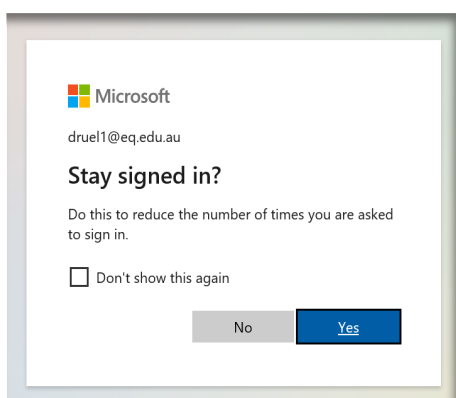 Microsoft
druel1@eq.edu.au
Stay signed in?
Do this to reduce the number of times you are asked
to sign in.
Don't show this again
No
Yes